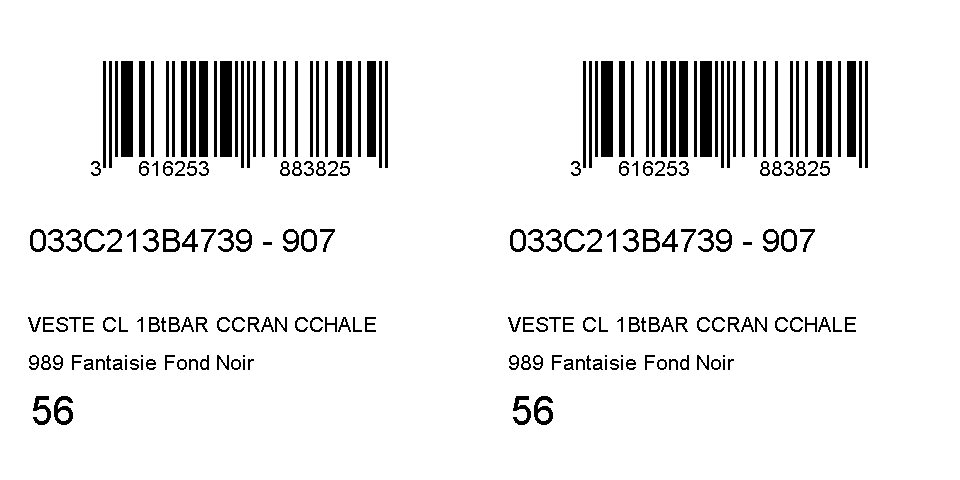 3 616253 883825
033C213B4739 - 907
VESTE CL 1BtBAR CCRAN CCHALE
989 Fantaisie Fond Noir
56
3 616253 883825
033C213B4739 - 907
VESTE CL 1BtBAR CCRAN CCHALE
989 Fantaisie Fond Noir
56